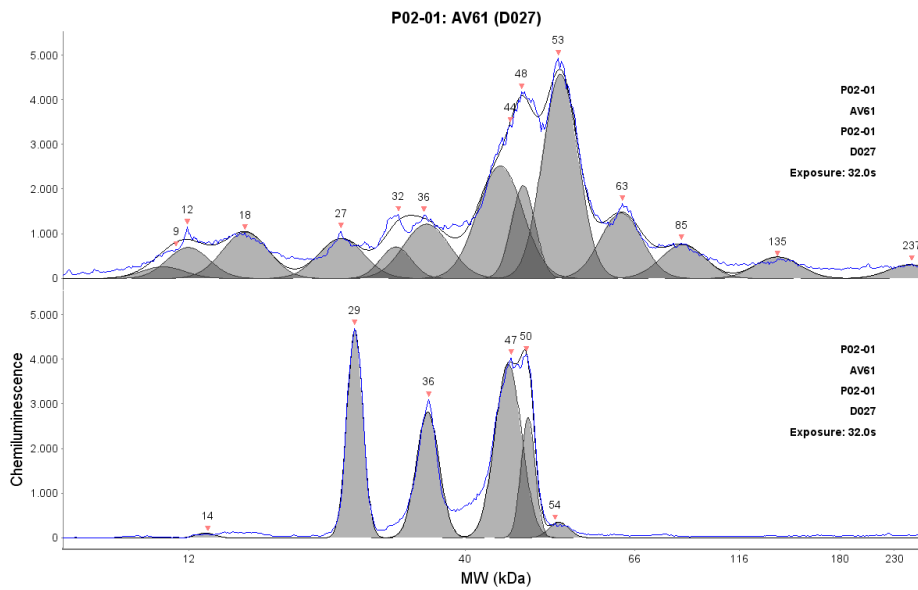 P02-01: AV61 (D027)
5.000
4.000
3.000
2.000
1.000
0
9
12
18
27
32
36
44
48
53
63
85
135
237
P02-01
AV61
P02-01
D027
Exposure: 32.0s
5.000
4.000
3.000
2.000
1.000
0
14
29
36
47
50
54
P02-01
AV61
P02-01
D027
Exposure: 32.0s
Chemiluminescence
12
40
66
116
180
230
MW (kDa)